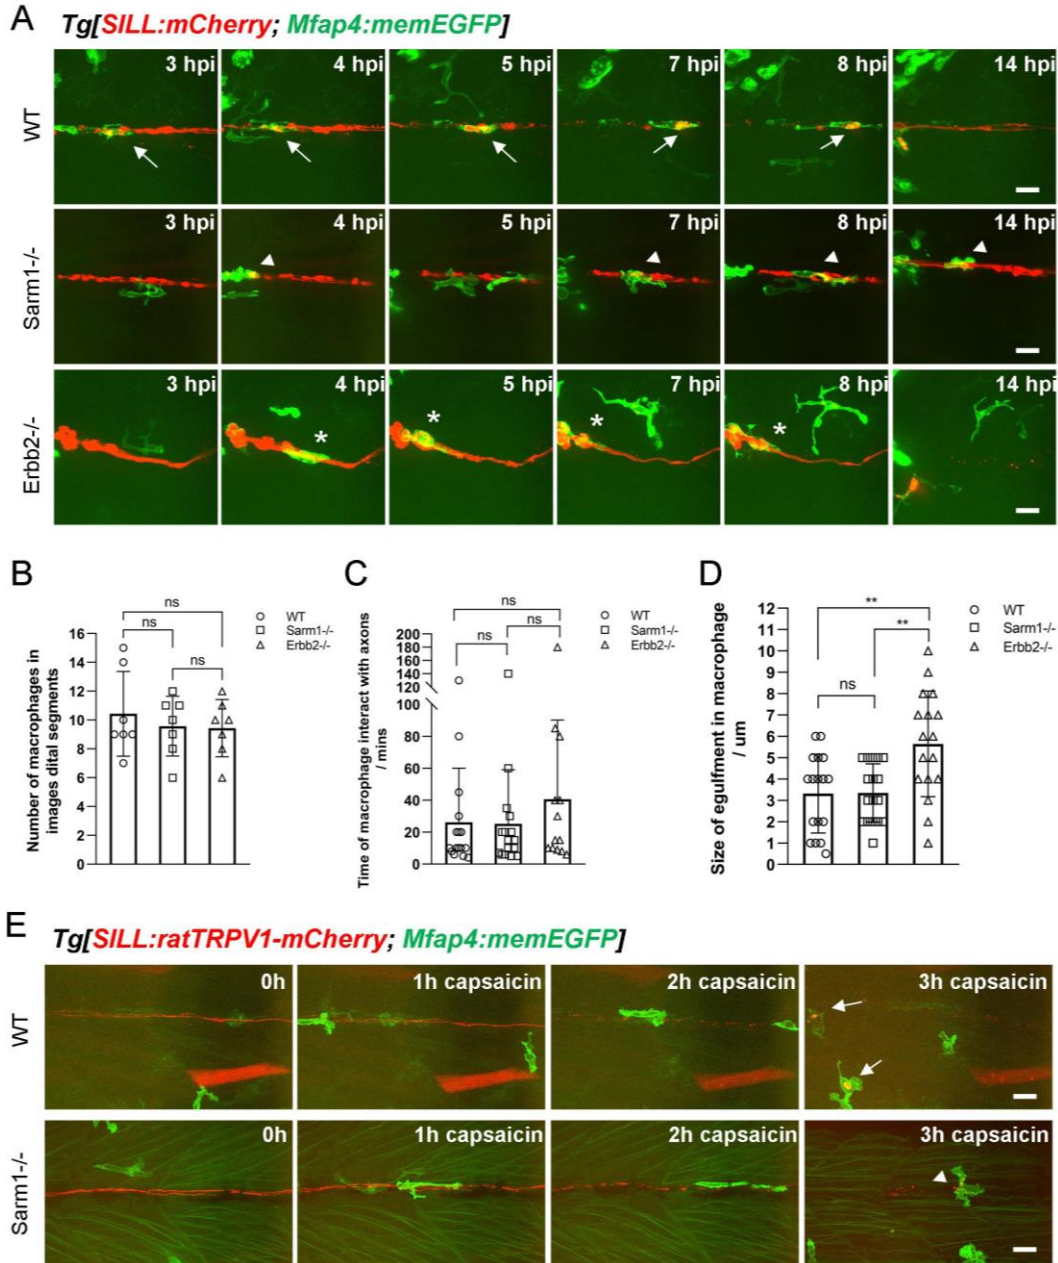 A
Tg[SILL:mCherry; Mfap4:memEGFP]
WT
3 hpi
4 hpi
5 hpi
7 hpi
8 hpi
14 hpi
Sarm1-/-
3 hpi
4 hpi
5 hpi
7 hpi
8 hpi
14 hpi
Erbb2-/-
3 hpi
4 hpi
*
5 hpi
*
7 hpi
*
8 hpi
*
14 hpi
B
Number of macrophages in
images dital segments
16
14
12
10
8
6
4
2
0
ns
ns
ns
WT
Sarm1-/-
Erbb2-/-
C
Time of macrophage interact with axons
/ mins
200
180
160
140
120
100
80
60
40
20
0
ns
ns
ns
WT
Sarm1-/-
Erbb2-/-
D
Size of egulfment in macrophage
/ um
12
11
10
9
8
7
6
5
4
3
2
1
0
**
**
ns
WT
Sarm1-/-
Erbb2-/-
E
Tg[SILL:ratTRPV1-mCherry; Mfap4:memEGFP]
WT
0h
1h capsaicin
2h capsaicin
3h capsaicin
Sarm1-/-
0h
1h capsaicin
2h capsaicin
3h capsaicin